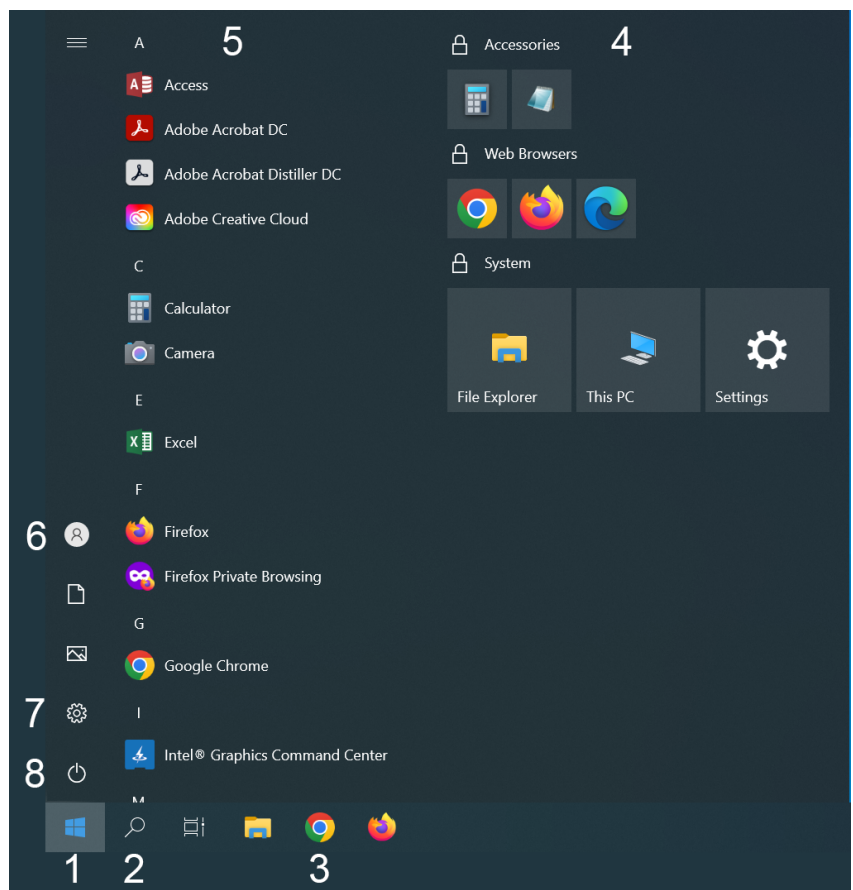 A
5
Access
Adobe Acrobat DC
Adobe Acrobat Distiller DC
Adobe Creative Cloud
C
Calculator
Camera
E
Excel
F
6
Firefox
Firefox Private Browsing
G
Google Chrome
7
I
8
Intel® Graphics Command Center
M
Accessories
4
Web Browsers
System
File Explorer
This PC
Settings
1
2
3